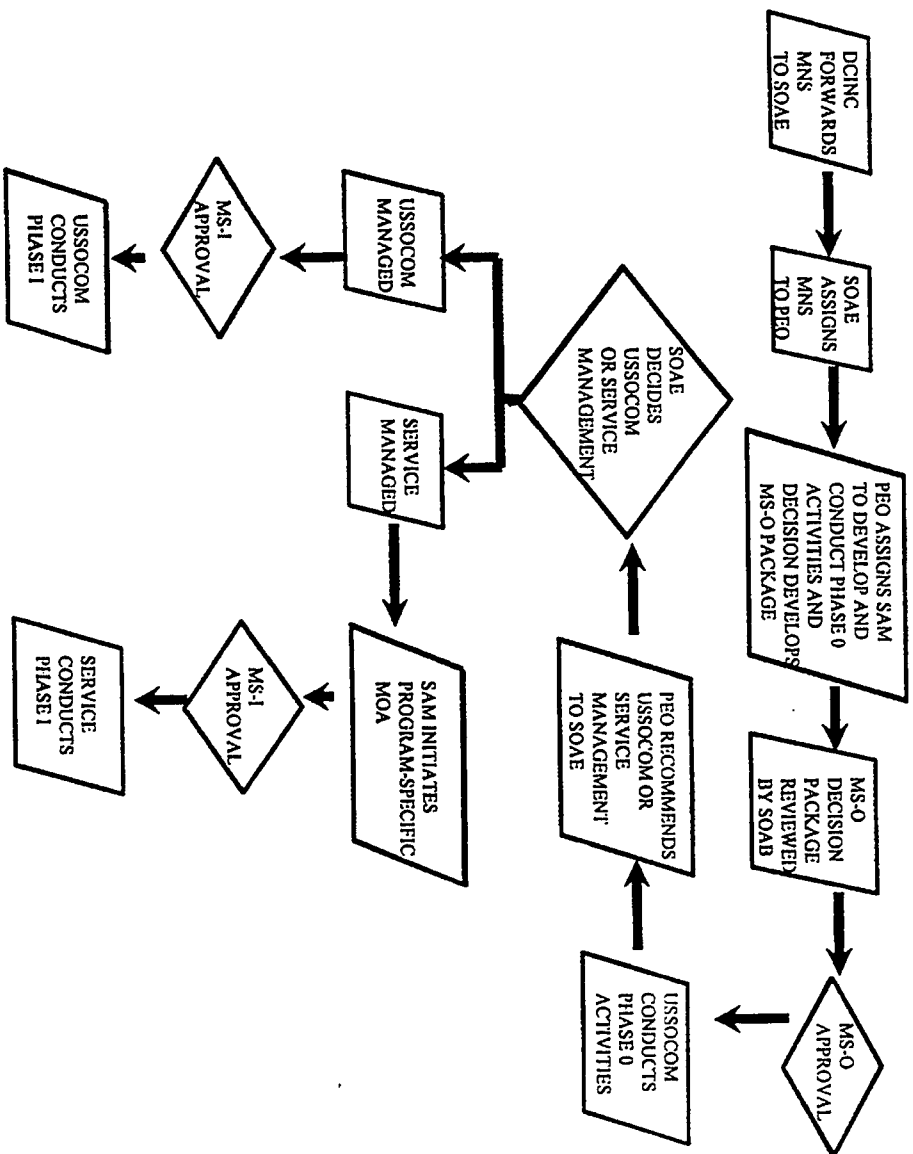 DCINC
FORWARDS
MNS
TO SOAE
SOAE
ASSIGNS
MNS
TO PEO
PEO ASSIGNS SAM
TO DEVELOP AND
CONDUCT PHASE 0
ACTIVITIES AND
DECISION DEVELOPS
MS-O PACKAGE
MS-O
DECISION
PACKAGE
REVIEWED
BY SOAB
MS-O
APPROVAL
USSOCOM
CONDUCTS
PHASE 0
ACTIVITIES
PEO RECOMMENDS
USSOCOM OR
SERVICE
MANAGEMENT
TO SOAE
SOAE
DECIDES
USSOCOM
OR SERVICE
MANAGEMENT
USSOCOM
MANAGED
MS-I
APPROVAL
USSOCOM
CONDUCTS
PHASE I
SERVICE
MANAGED
SAM INITIATES
PROGRAM-SPECIFIC
MOA
MS-I
APPROVAL
SERVICE
CONDUCTS
PHASE I